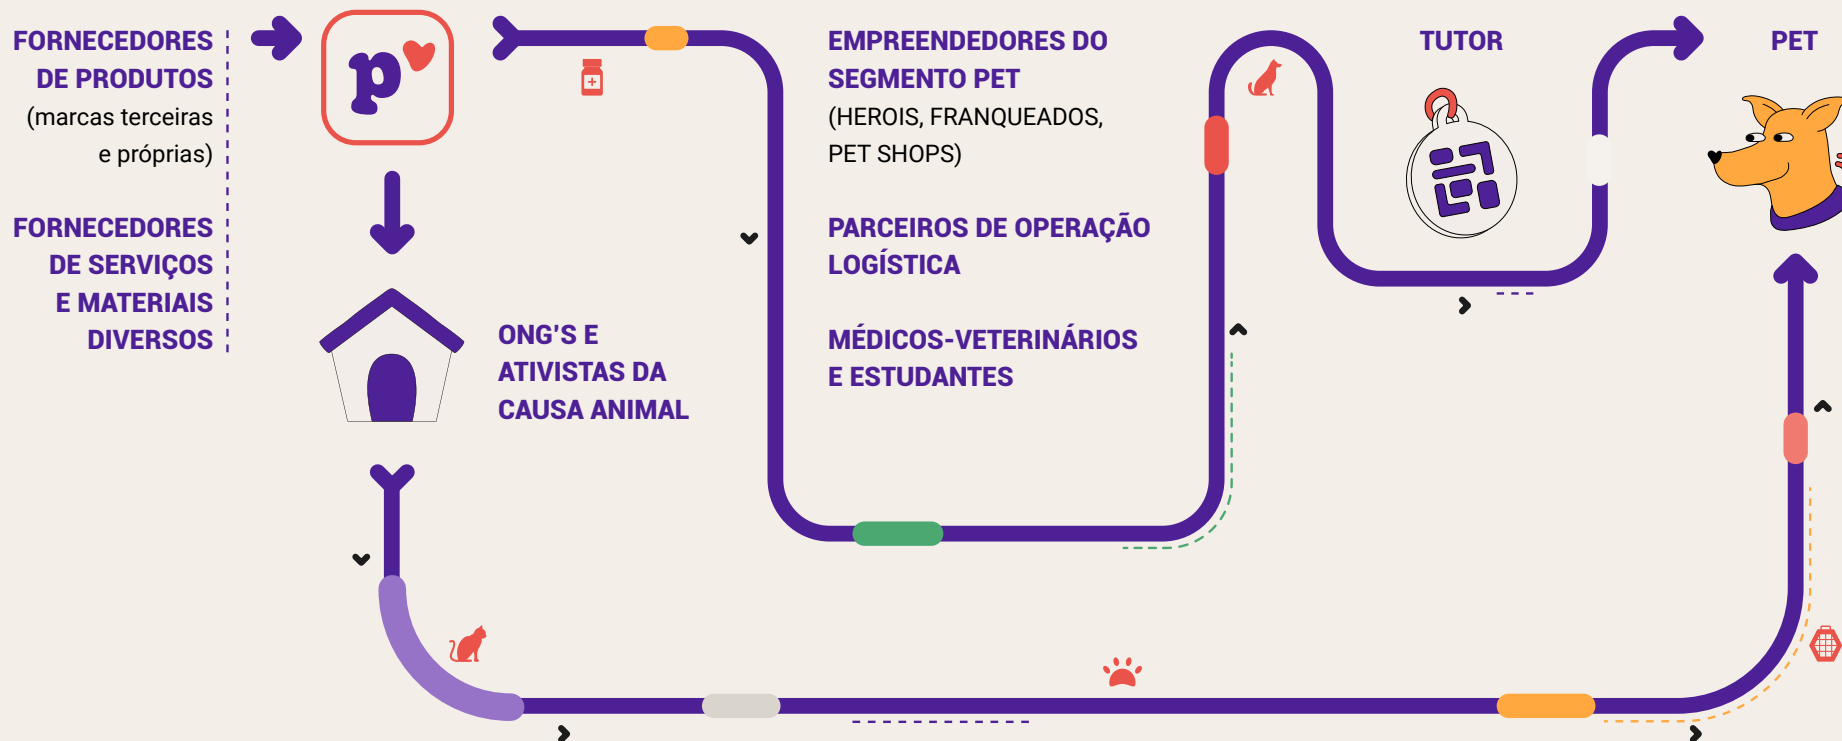 FORNECEDORES
DE PRODUTOS
(marcas terceiras
e próprias)
FORNECEDORES
DE SERVIÇOS
E MATERIAIS
DIVERSOS
p
ONG'S E
ATIVISTAS DA
CAUSA ANIMAL
EMPREENDEDORES DO
SEGMENTO PET
(HEROIS, FRANQUEADOS,
PET SHOPS)
PARCEIROS DE OPERAÇÃO
LOGÍSTICA
MÉDICOS-VETERINÁRIOS
E ESTUDANTES
TUTOR
PET